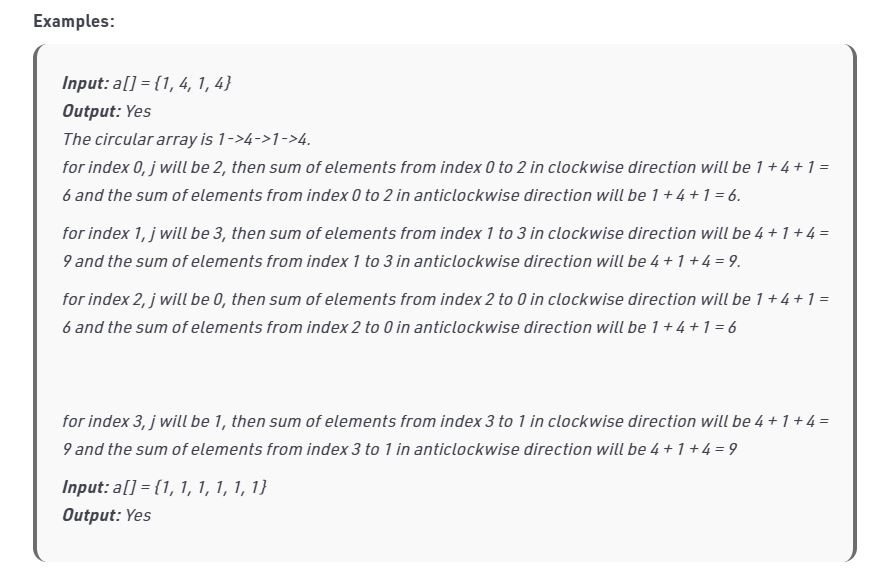 Examples:
Input: a[] = {1, 4, 1, 4}
Output: Yes
The circular array is 1->4->1->4.
for index 0, j will be 2, then sum of elements from index 0 to 2 in clockwise direction will be 1 + 4 + 1 =
6 and the sum of elements from index 0 to 2 in anticlockwise direction will be 1 + 4 + 1 = 6.
for index 1, j will be 3, then sum of elements from index 1 to 3 in clockwise direction will be 4 + 1 + 4 =
9 and the sum of elements from index 1 to 3 in anticlockwise direction will be 4 + 1 + 4 = 9.
for index 2, j will be 0, then sum of elements from index 2 to 0 in clockwise direction will be 1 + 4 + 1 =
6 and the sum of elements from index 2 to 0 in anticlockwise direction will be 1 + 4 + 1 = 6
for index 3, j will be 1, then sum of elements from index 3 to 1 in clockwise direction will be 4 + 1 + 4 =
9 and the sum of elements from index 3 to 1 in anticlockwise direction will be 4 + 1 + 4 = 9
Input: a[] = {1, 1, 1, 1, 1, 1}
Output: Yes